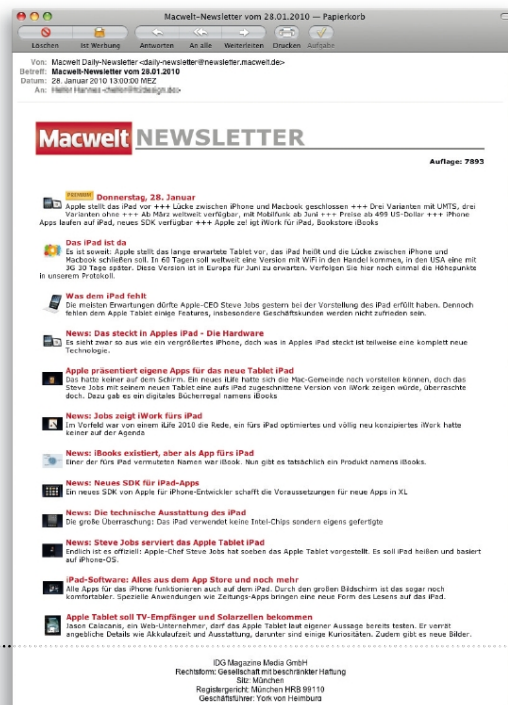 Macwelt-Newsletter vom 28.01.2010 — Papierkorb
Löschen Ist Werbung Antworten An alle Weiterleiten Drucken Aufgabe
Von: Macwelt Daily-Newsletter <daily-newsletter@newsletter.macwelt.de>
Betreff: Macwelt-Newsletter vom 28.01.2010
Datum: 28. Januar 2010 13:00:00 MEZ
An:
Macwelt NEWSLETTER
Auflage: 7893
PREMIUM Donnerstag, 28. Januar
Apple stellt das iPad vor +++ Lücke zwischen iPhone und Macbook geschlossen +++ Drei Varianten mit UMTS, drei
Varianten ohne +++ Ab März weltweit verfügbar, mit Mobilfunk ab Juni +++ Preise ab 499 US-Dollar +++ iPhone
Apps laufen auf iPad, neues SDK verfügbar +++ Apple zeigt iWork für iPad, Bookstore iBooks
Das iPad ist da
Es ist soweit: Apple stellt das lange erwartete Tablet vor, das iPad heißt und die Lücke zwischen iPhone und
Macbook schließen soll. In 60 Tagen soll weltweit eine Version mit WiFi in den Handel kommen, in den USA eine mit
3G 30 Tage später. Diese Version ist in Europa für Juni zu erwarten. Verfolgen Sie hier noch einmal die Höhepunkte
in unserem Protokoll.
Was dem iPad fehlt
Die meisten Erwartungen dürfte Apple-CEO Steve Jobs gestern bei der Vorstellung des iPad erfüllt haben. Dennoch
fehlen dem Apple Tablet einige Features, insbesondere Geschäftskunden werden nicht zufrieden sein.
News: Das steckt in Apples iPad - Die Hardware
Es sieht zwar so aus wie ein vergrößertes iPhone, doch was in Apples iPad steckt ist teilweise eine komplett neue
Technologie.
Apple präsentiert eigene Apps für das neue Tablet iPad
Das hatte keiner auf dem Schirm. Ein neues iLife hatte sich die Mac-Gemeinde noch vorstellen können, doch das
Steve Jobs mit seinem neuen Tablet eine aufs iPad zugeschnittene Version von iWork zeigen würde, überraschte
doch. Dazu gab es ein digitales Bücherregal namens iBooks
News: Jobs zeigt iWork fürs iPad
Im Vorfeld war von einem iLife 2010 die Rede, ein fürs iPad optimiertes und völlig neu konzipiertes iWork hatte
keiner auf der Agenda
News: iBooks existiert, aber als App fürs iPad
Einer der fürs iPad vermuteten Namen war iBook. Nun gibt es tatsächlich ein Produkt namens iBooks.
News: Neues SDK für iPad-Apps
Ein neues SDK von Apple für iPhone-Entwickler schafft die Voraussetzungen für neue Apps in XL
News: Die technische Ausstattung des iPad
Die große Überraschung: Das iPad verwendet keine Intel-Chips sondern eigens gefertigte
News: Steve Jobs serviert das Apple Tablet iPad
Endlich ist es offiziell: Apple-Chef Steve Jobs hat soeben das Apple Tablet vorgestellt. Es soll iPad heißen und basiert
auf iPhone-OS.
iPad-Software: Alles aus dem App Store und noch mehr
Alle Apps für das iPhone funktionieren auch auf dem iPad. Durch den großen Bildschirm ist das sogar noch
komfortabler. Spezielle Anwendungen wie Zeitungs-Apps bringen eine neue Form des Lesens auf das iPad.
Apple Tablet soll TV-Empfänger und Solarzellen bekommen
Jason Calacanis, ein Web-Unternehmer, darf das Apple Tablet laut eigener Aussage bereits testen. Er verrät
angebliche Details wie Akkulaufzeit und Ausstattung, darunter sind einige Kuriositäten. Zudem gibt es neue Bilder.
IDG Magazine Media GmbH
Rechtsform: Gesellschaft mit beschränkter Haftung
Sitz: München
Registergericht: München HRB 99110
Geschäftsführer: York von Heimburg